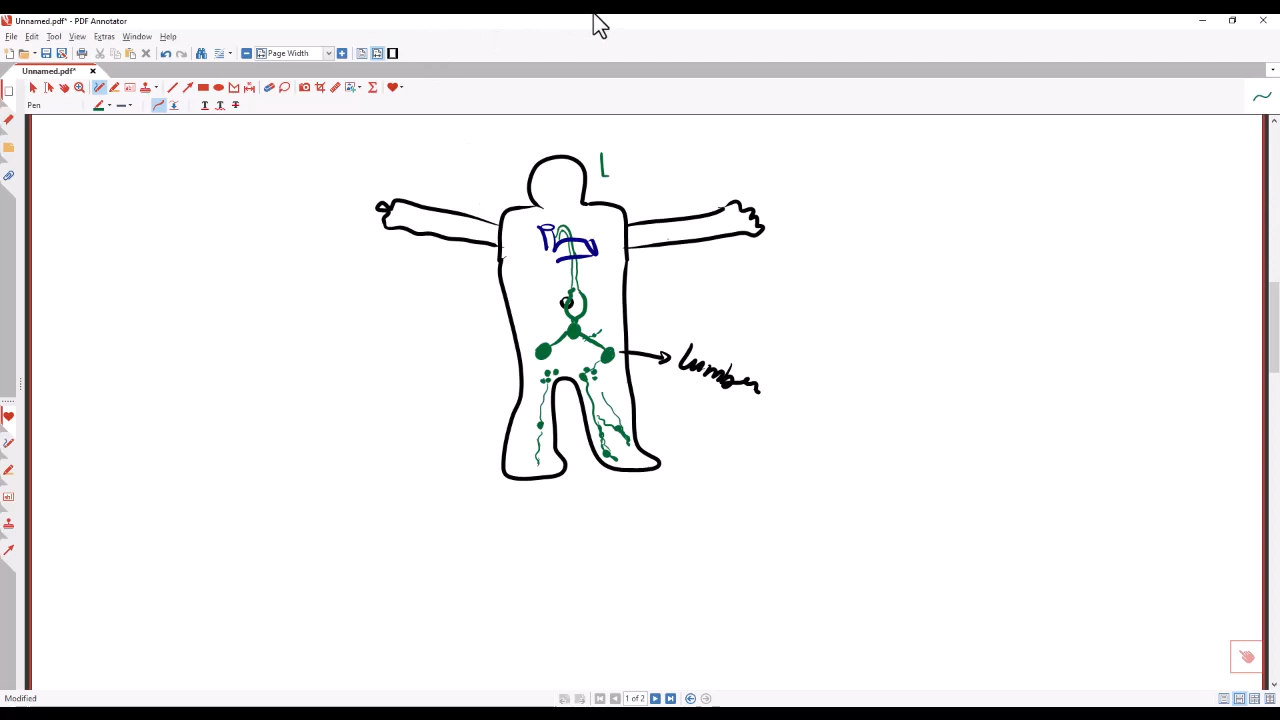 Unnamed.pdf* - PDF Annotator
File Edit Tool View Extras Window Help
Page Width
Unnamed.pdf*
Pen
L
lumber
Modified
1 of 2